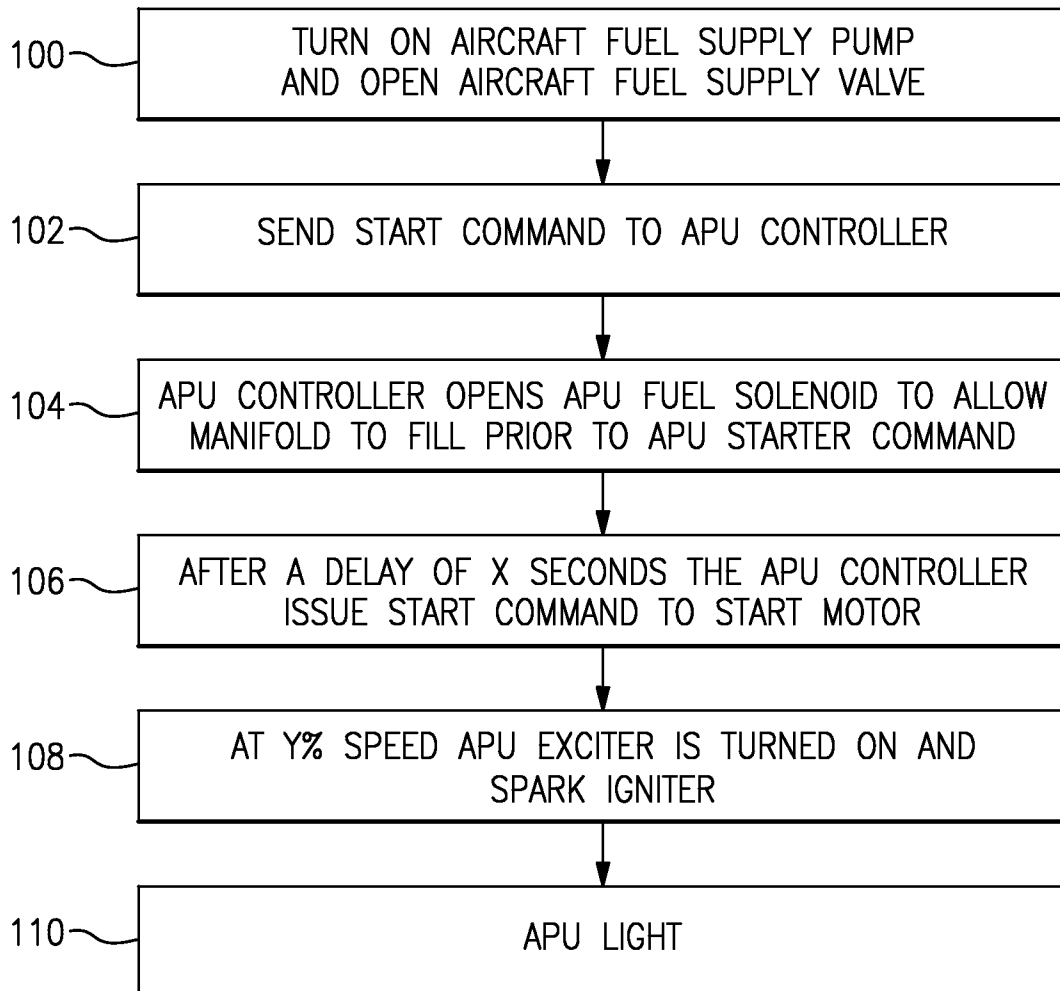 100
TURN ON AIRCRAFT FUEL SUPPLY PUMP
AND OPEN AIRCRAFT FUEL SUPPLY VALVE
102
SEND START COMMAND TO APU CONTROLLER
104
APU CONTROLLER OPENS APU FUEL SOLENOID TO ALLOW
MANIFOLD TO FILL PRIOR TO APU STARTER COMMAND
106
AFTER A DELAY OF X SECONDS THE APU CONTROLLER
ISSUE START COMMAND TO START MOTOR
108
AT Y% SPEED APU EXCITER IS TURNED ON AND
SPARK IGNITER
110
APU LIGHT